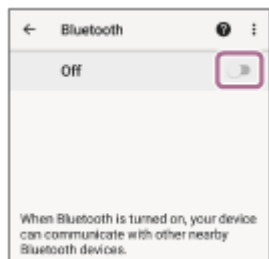 Bluetooth
Off
When Bluetooth is turned on, your device
can communicate with other nearby
Bluetooth devices.